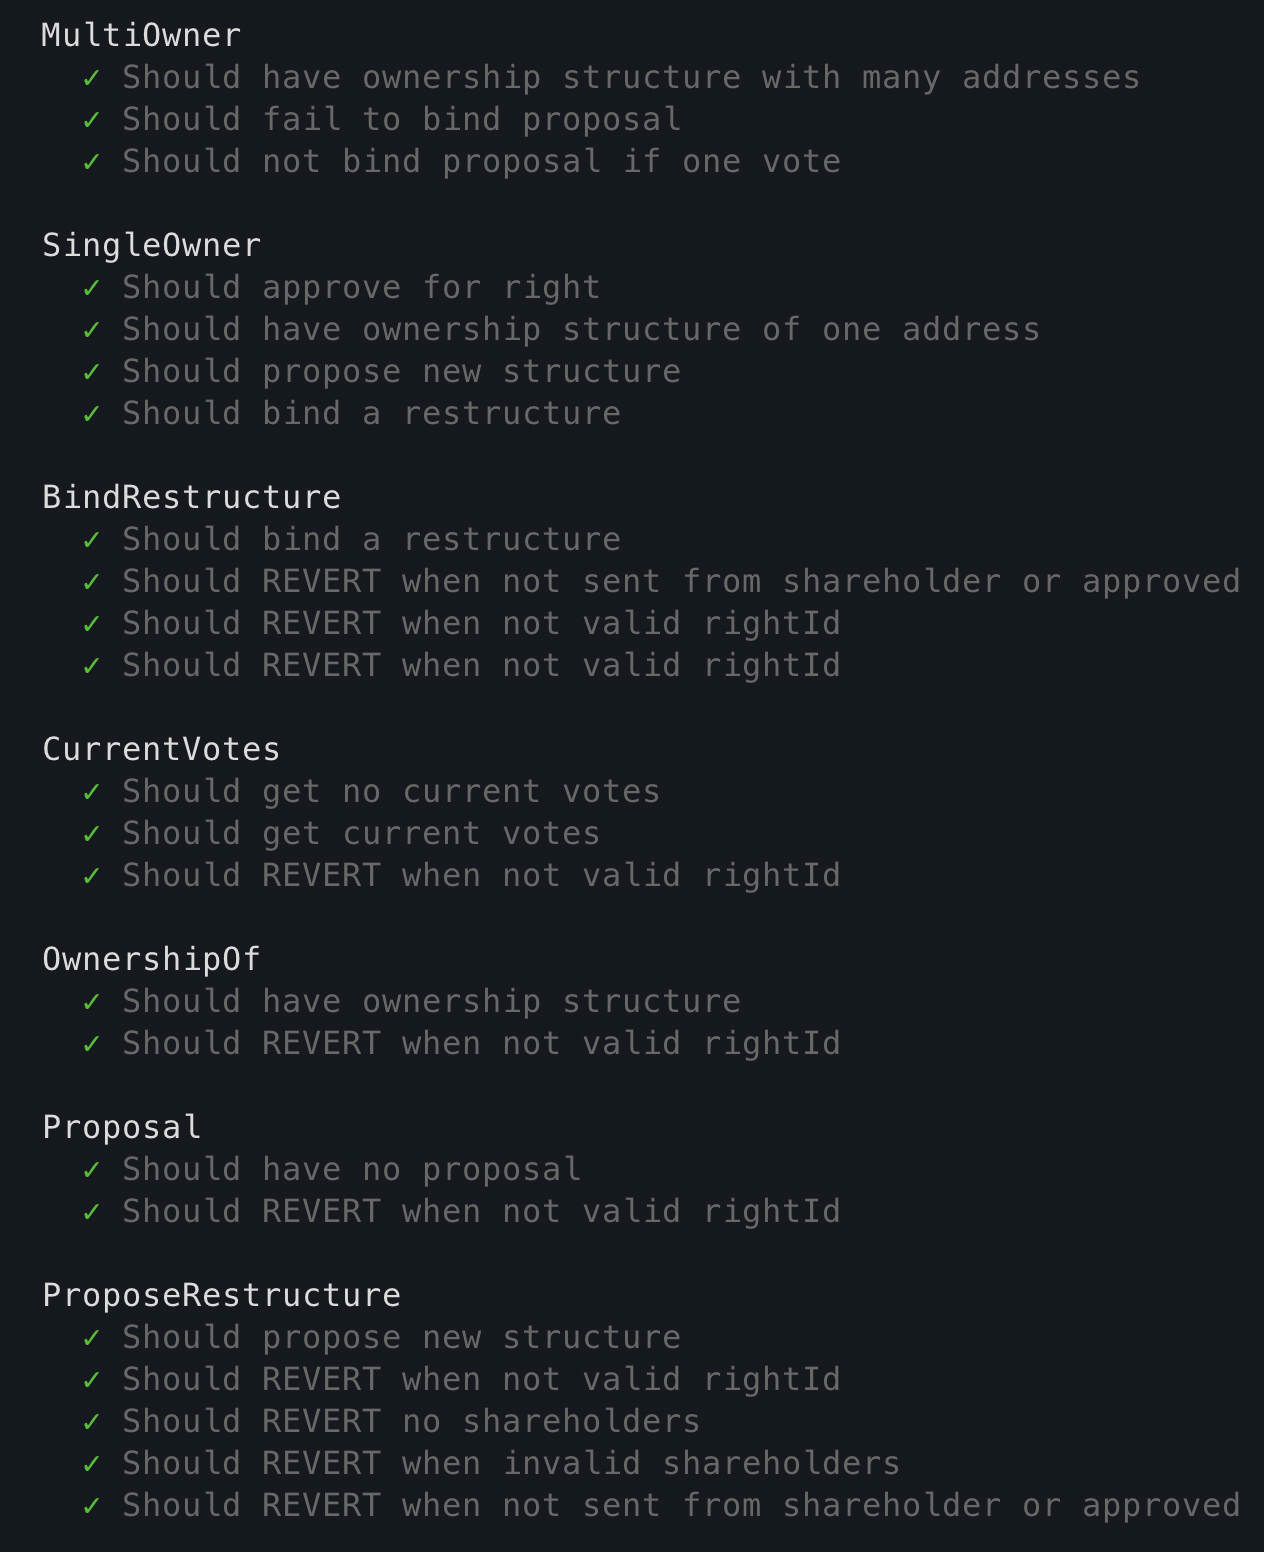 MultiOwner
✓ Should have ownership structure with many addresses
✓ Should fail to bind proposal
✓ Should not bind proposal if one vote
SingleOwner
✓ Should approve for right
✓ Should have ownership structure of one address
✓ Should propose new structure
✓ Should bind a restructure
BindRestructure
✓ Should bind a restructure
✓ Should REVERT when not sent from shareholder or approved
✓ Should REVERT when not valid rightId
✓ Should REVERT when not valid rightId
CurrentVotes
✓ Should get no current votes
✓ Should get current votes
✓ Should REVERT when not valid rightId
OwnershipOf
✓ Should have ownership structure
✓ Should REVERT when not valid rightId
Proposal
✓ Should have no proposal
✓ Should REVERT when not valid rightId
ProposeRestructure
✓ Should propose new structure
✓ Should REVERT when not valid rightId
✓ Should REVERT no shareholders
✓ Should REVERT when invalid shareholders
✓ Should REVERT when not sent from shareholder or approved